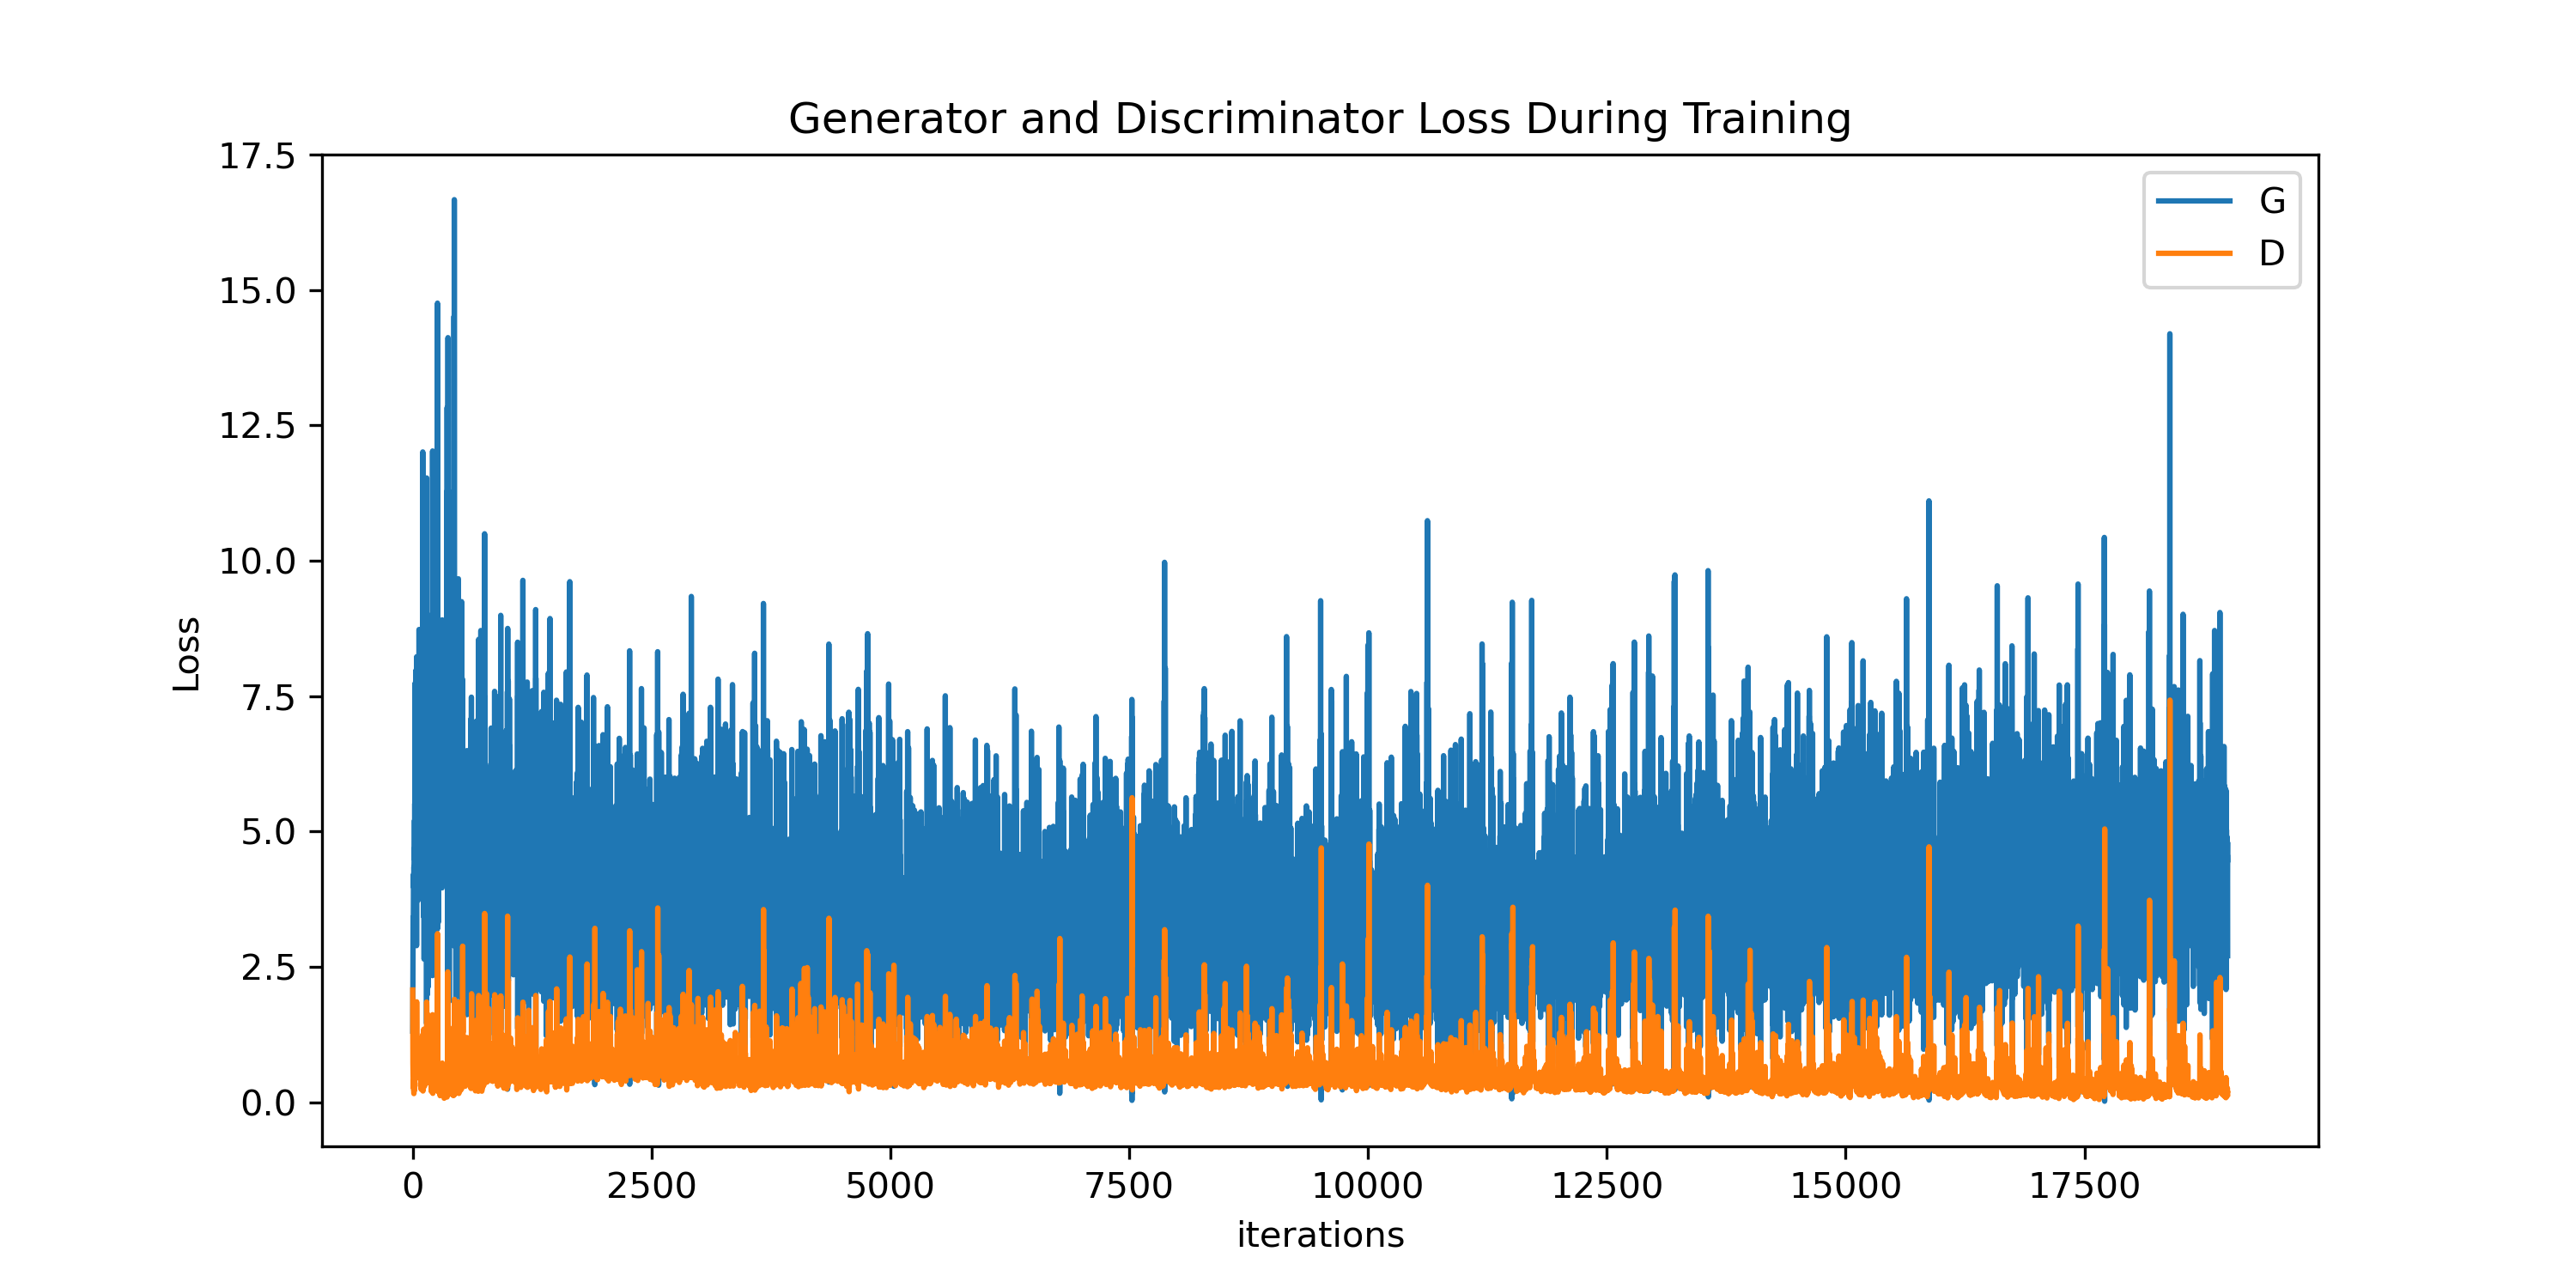 Generator and Discriminator Loss During Training
17.5
15.0
12.5
10.0
7.5
5.0
2.5
0.0
Loss
G
D
0 2500 5000 7500 10000 12500 15000 17500
iterations